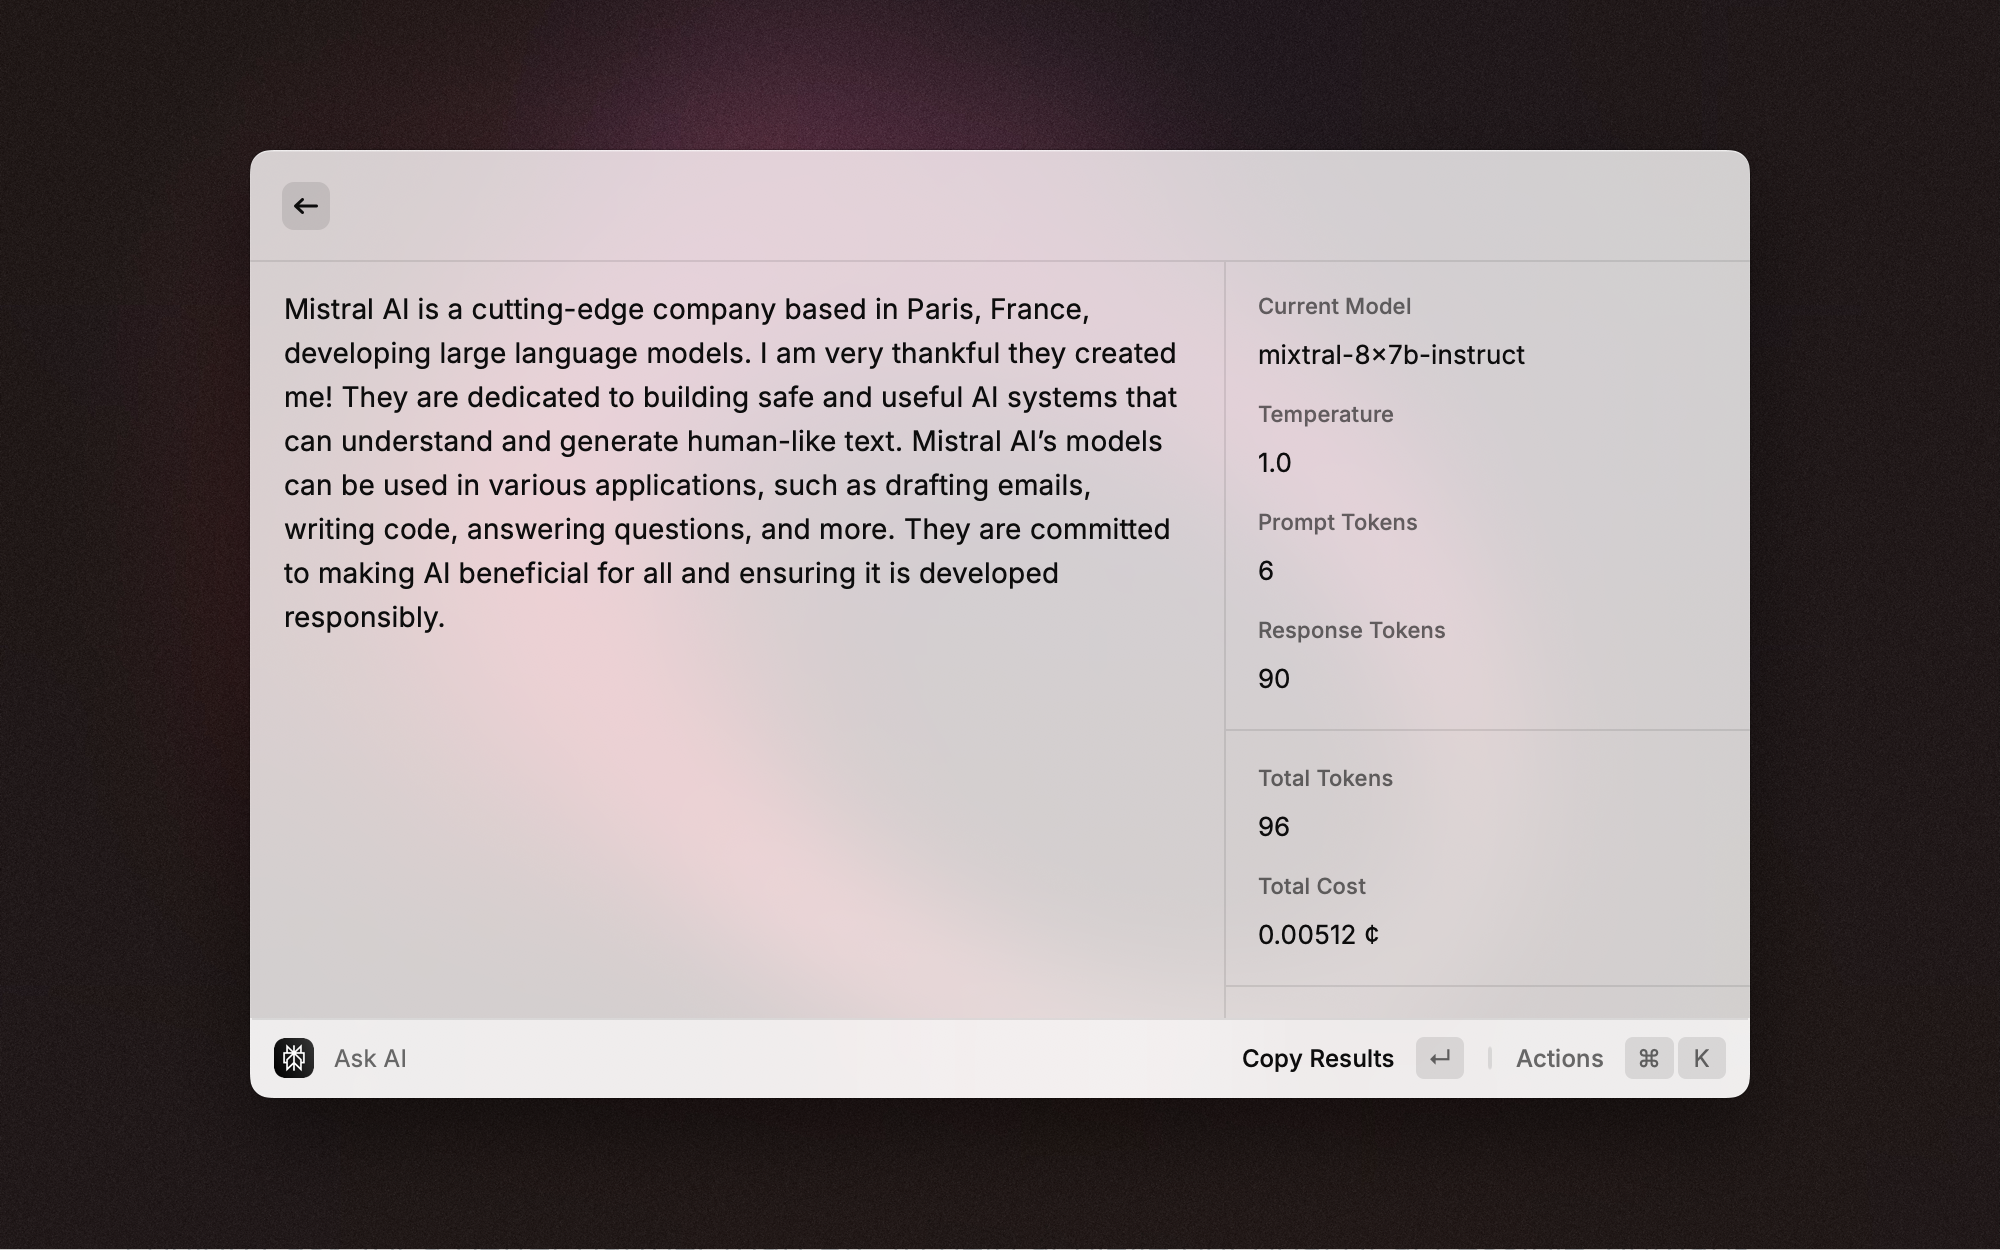 Mistral AI is a cutting-edge company based in Paris, France,
developing large language models. I am very thankful they created
me! They are dedicated to building safe and useful AI systems that
can understand and generate human-like text. Mistral AI’s models
can be used in various applications, such as drafting emails,
writing code, answering questions, and more. They are committed
to making AI beneficial for all and ensuring it is developed
responsibly.
Current Model
mixtral-8×7b-instruct
Temperature
1.0
Prompt Tokens
6
Response Tokens
90
Total Tokens
96
Total Cost
0.00512 ¢
Ask AI
Copy Results ↵ | Actions ⌘ K